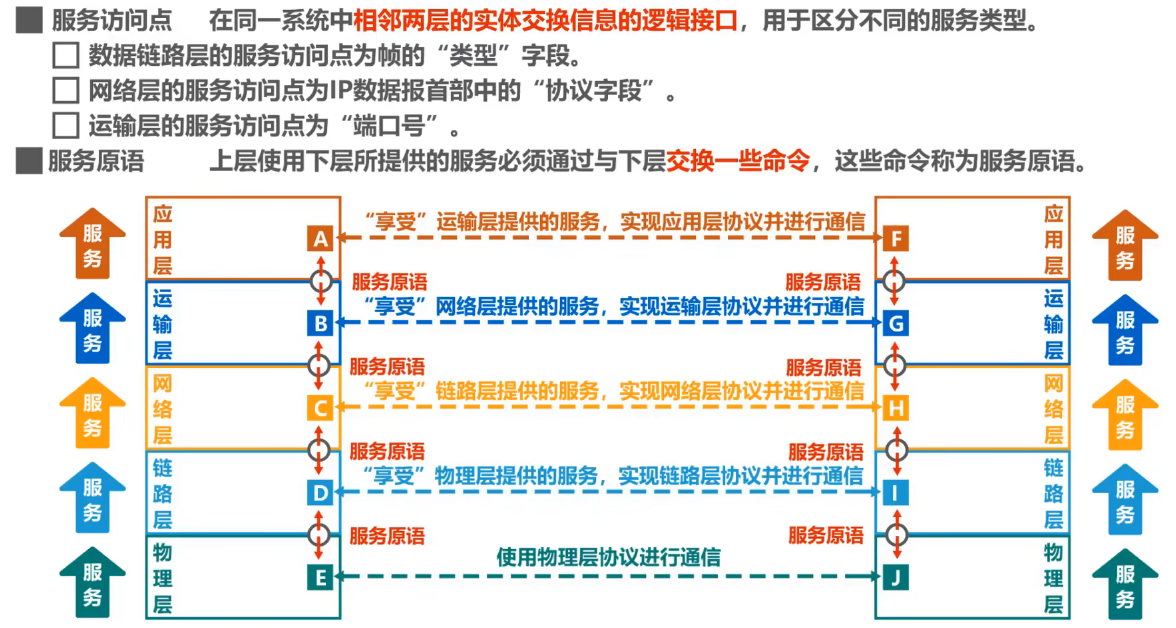 服务访问点 在同一系统中相邻两层的实体交换信息的逻辑接口，用于区分不同的服务类型。
数据链路层的服务访问点为帧的“类型”字段。
网络层的服务访问点为IP数据报首部中的“协议字段”。
运输层的服务访问点为“端口号”。
服务原语 上层使用下层所提供的服务必须通过与下层交换一些命令，这些命令称为服务原语。
服务
应用层
A
“享受”运输层提供的服务，实现应用层协议并进行通信
F
应用层
服务
服务原语
服务原语
服务
运输层
B
“享受”网络层提供的服务，实现运输层协议并进行通信
G
运输层
服务
服务原语
服务原语
服务
网络层
C
“享受”链路层提供的服务，实现网络层协议并进行通信
H
网络层
服务
服务原语
服务原语
服务
链路层
D
“享受”物理层提供的服务，实现链路层协议并进行通信
I
链路层
服务
服务原语
服务原语
服务
物理层
E
使用物理层协议进行通信
J
物理层
服务